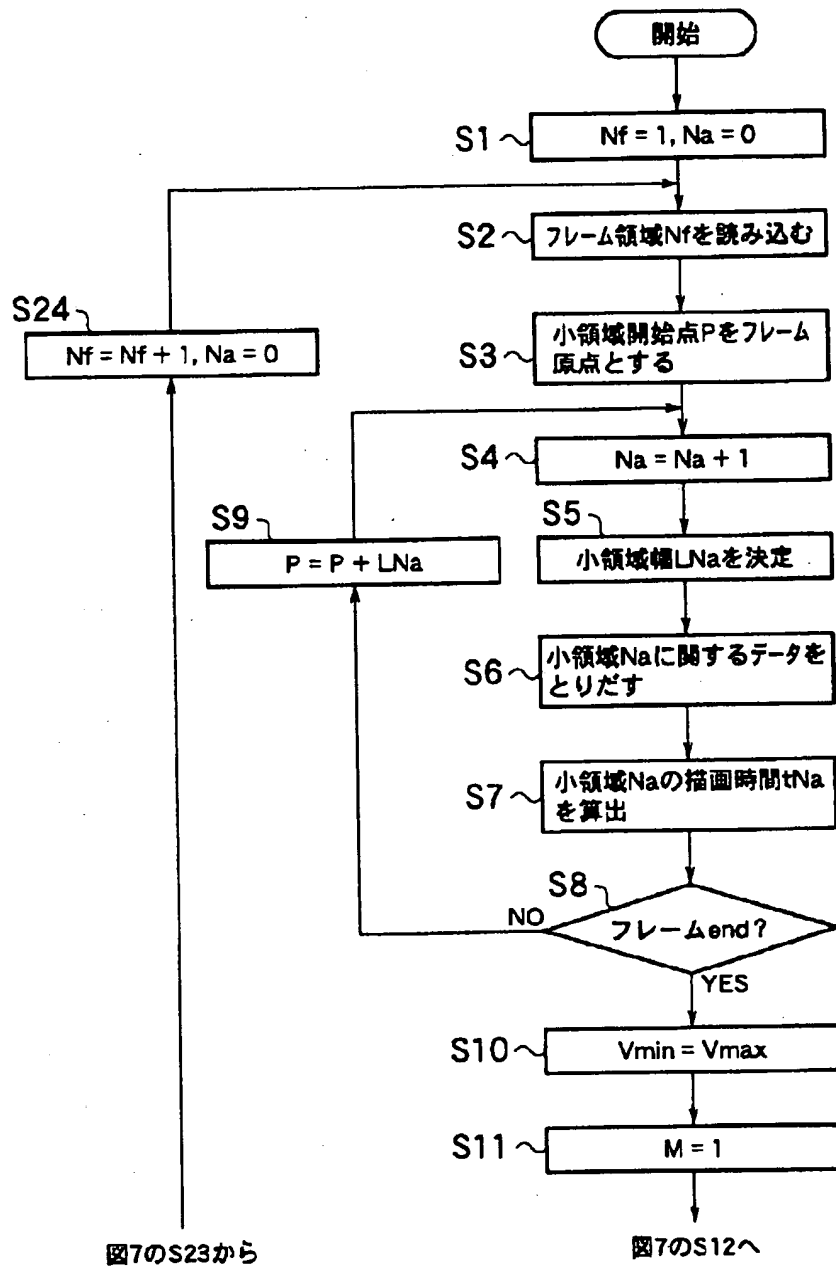 開始
S1
Nf = 1, Na = 0
S2
フレーム領域Nfを読み込む
S24
Nf = Nf + 1, Na = 0
S3
小領域開始点Pをフレーム
原点とする
S4
Na = Na + 1
S9
P = P + LNa
S5
小領域幅LNaを決定
S6
小領域Naに関するデータを
とりだす
S7
小領域Naの描画時間tNa
を算出
S8
NO
フレームend?
YES
S10
Vmin = Vmax
S11
M = 1
図7のS23から
図7のS12へ